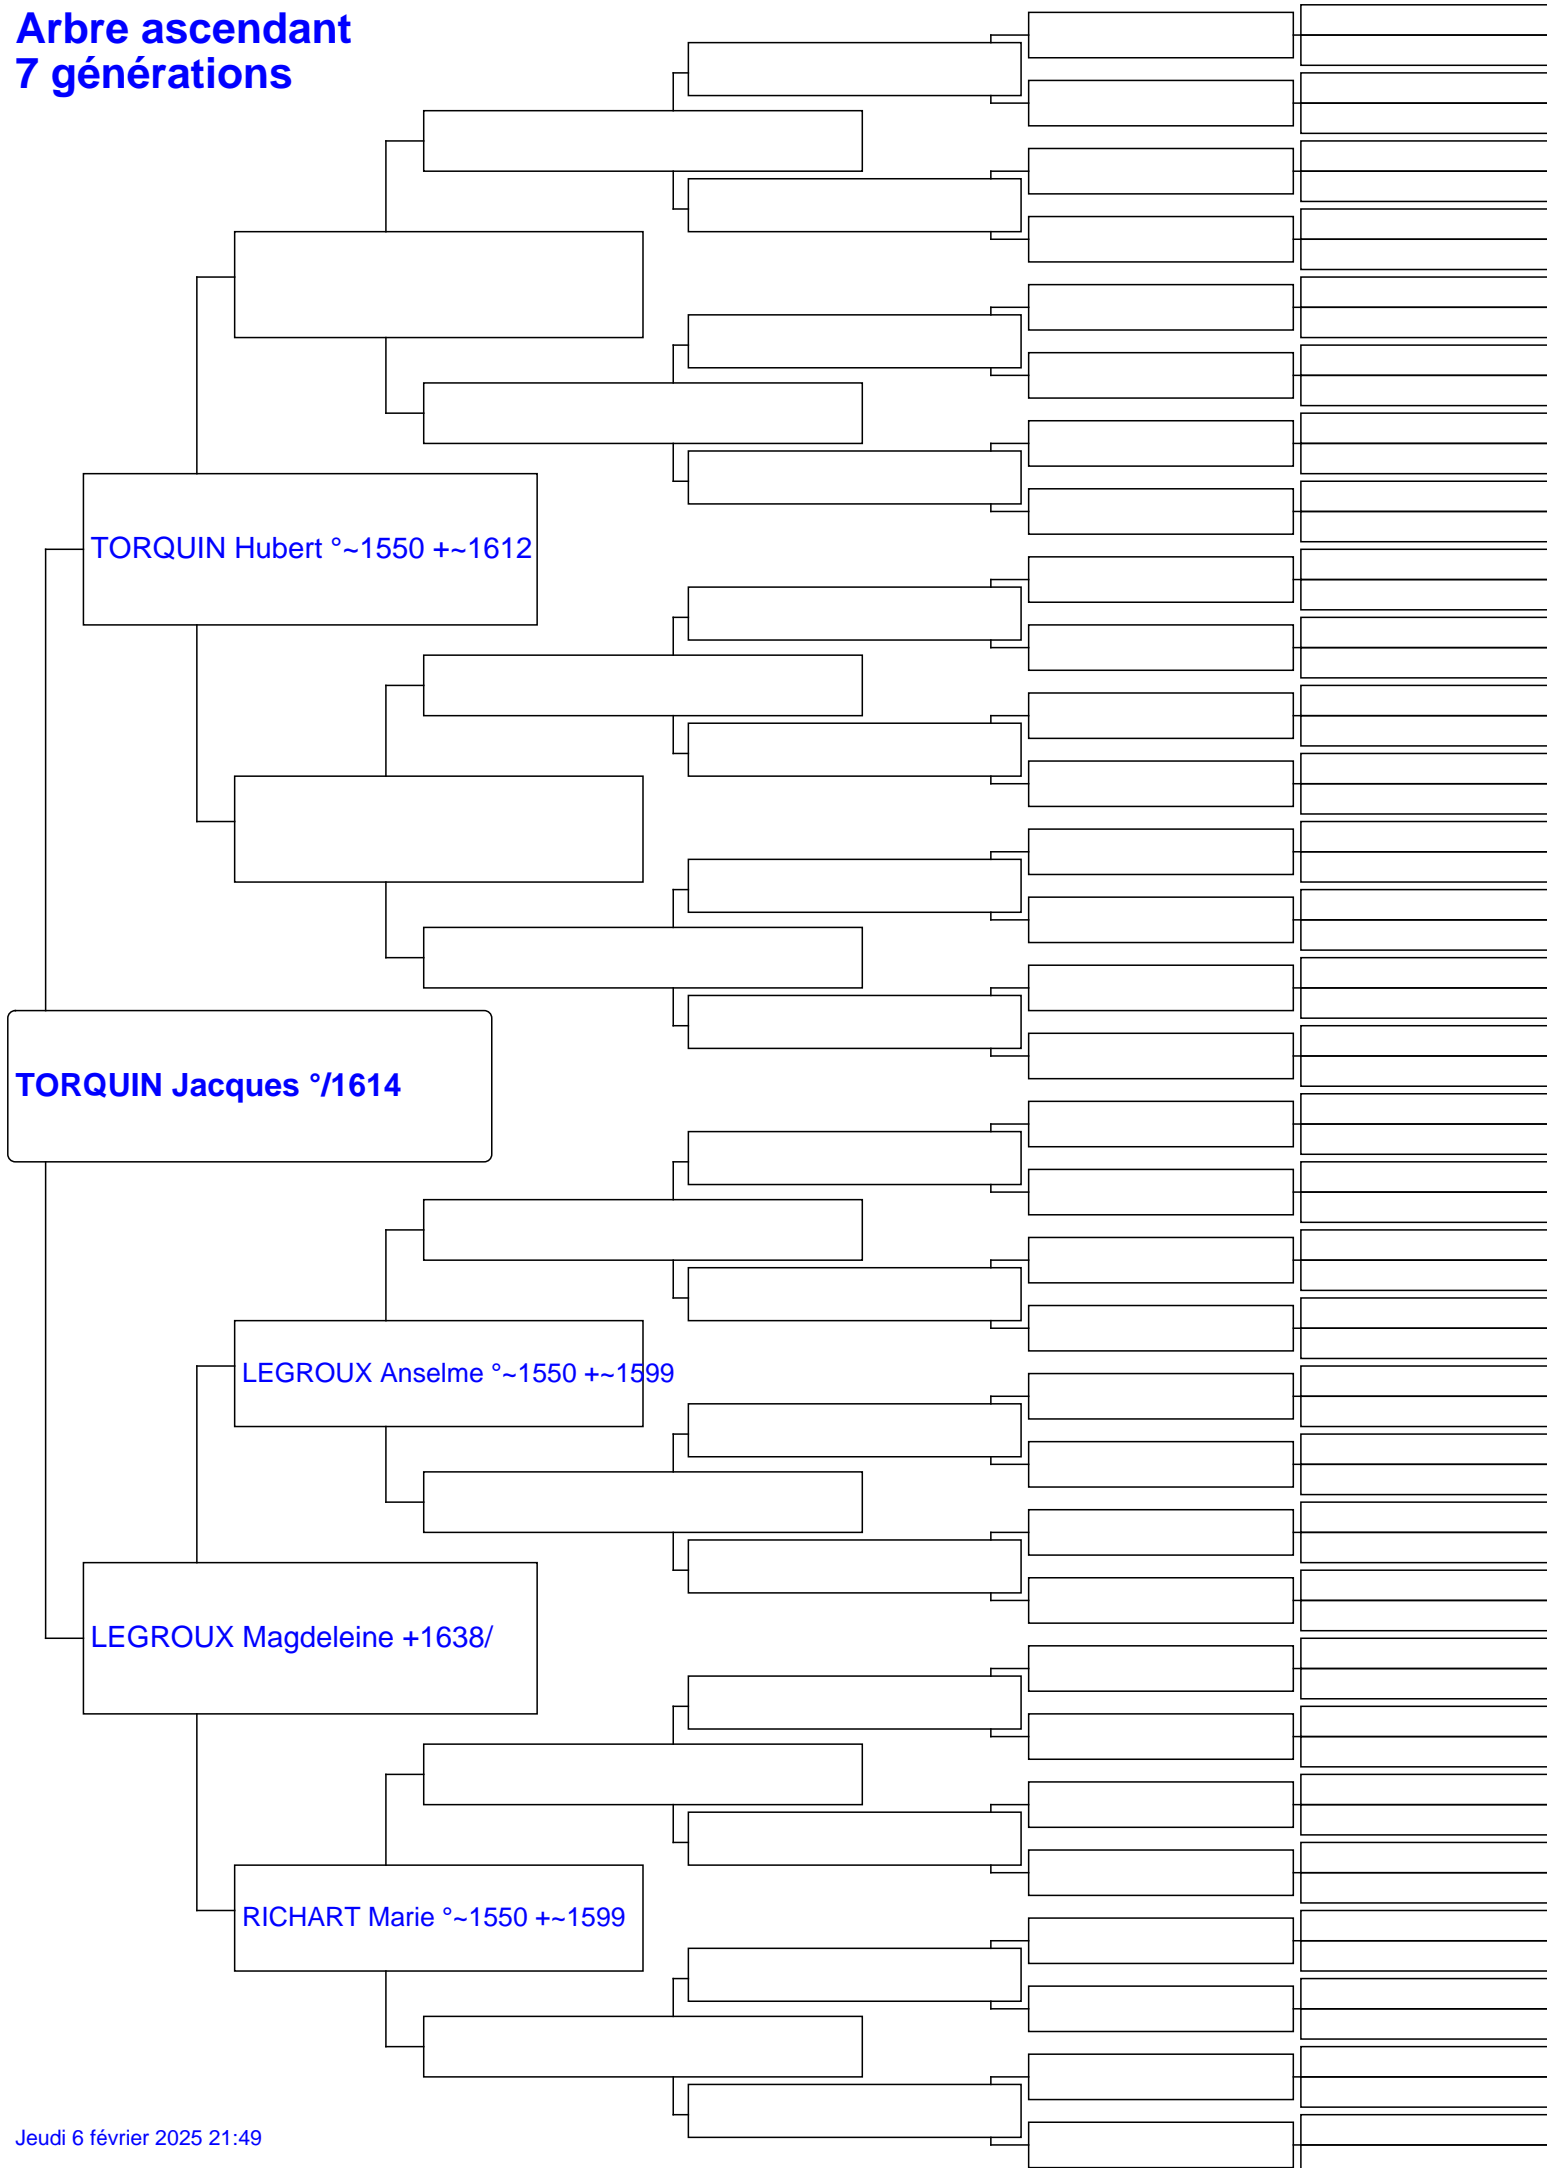 Arbre ascendant
7 générations
TORQUIN Hubert °~1550 +~1612
TORQUIN Jacques °/1614
LEGROUX Anselme °~1550 +~1599
LEGROUX Magdeleine +1638/
RICHART Marie °~1550 +~1599
Jeudi 6 février 2025 21:49